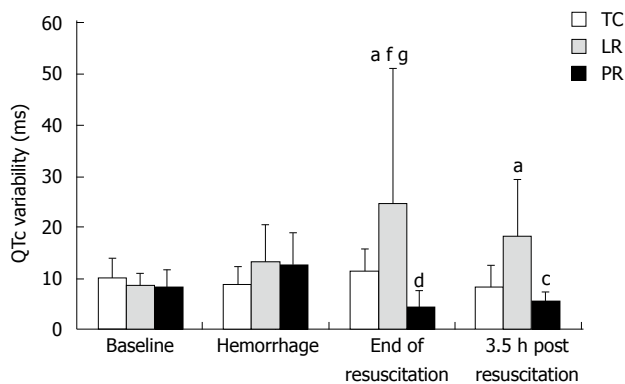 60
50
40
30
20
10
0
QTc variability (ms)
TC
LR
PR
a f g
a
d
c
Baseline
Hemorrhage
End of
resuscitation
3.5 h post
resuscitation